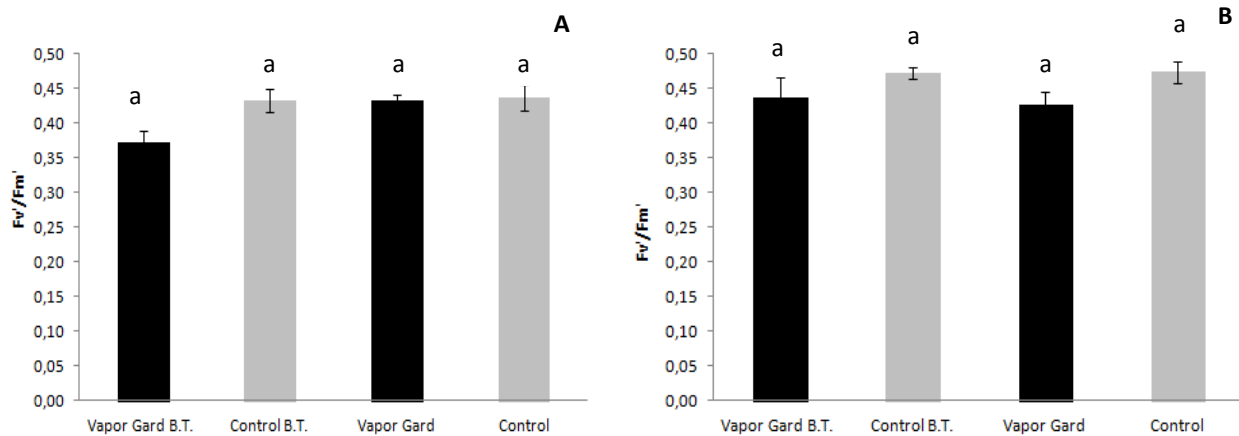 A
0,50
0,45
0,40
0,35
0,30
0,25
0,20
0,15
0,10
0,05
0,00
Fv'/Fm'
a
a
a
a
Vapor Gard B.T.
Control B.T.
Vapor Gard
Control
B
0,50
0,45
0,40
0,35
0,30
0,25
0,20
0,15
0,10
0,05
0,00
Fv'/Fm'
a
a
a
a
Vapor Gard B.T.
Control B.T.
Vapor Gard
Control